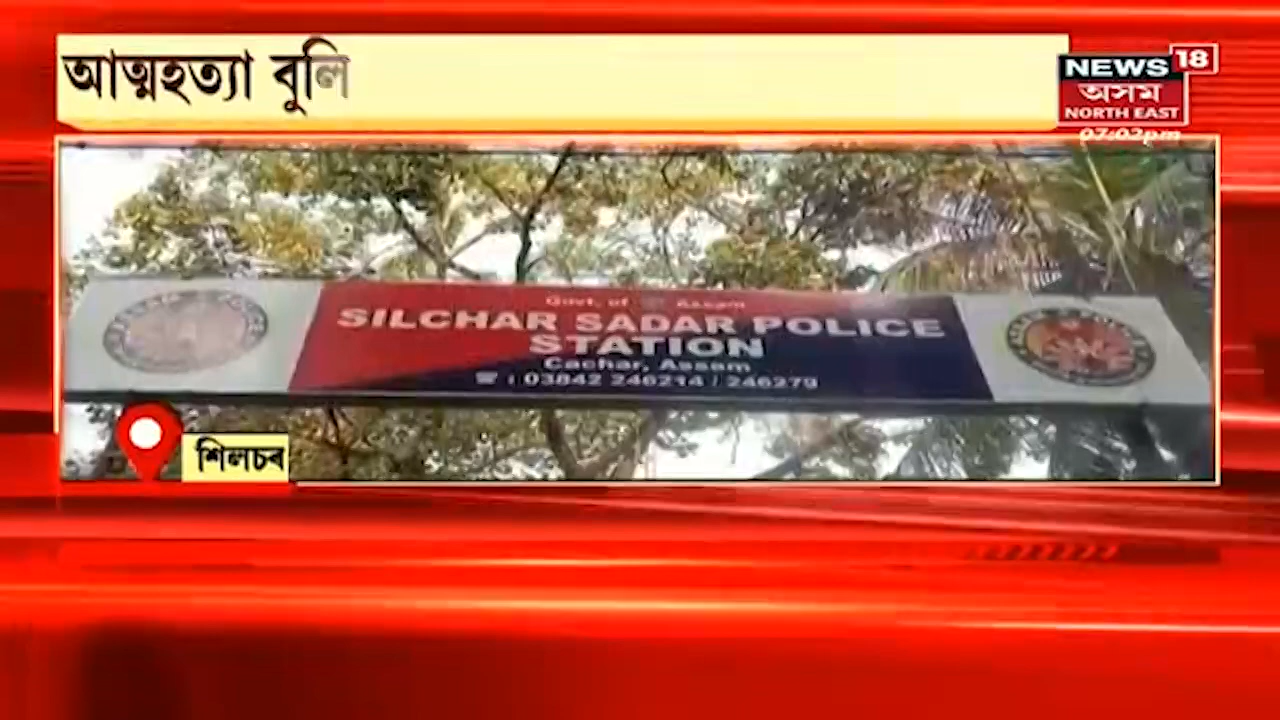 আত্মহত্যা বুলি
NEWS 18
অসম
NORTH EAST
07:02pm
Govt. of Assam
SILCHAR SADAR POLICE
STATION
Cachar, Assam
☎ : 03842 246214 / 246279
শিলচৰ